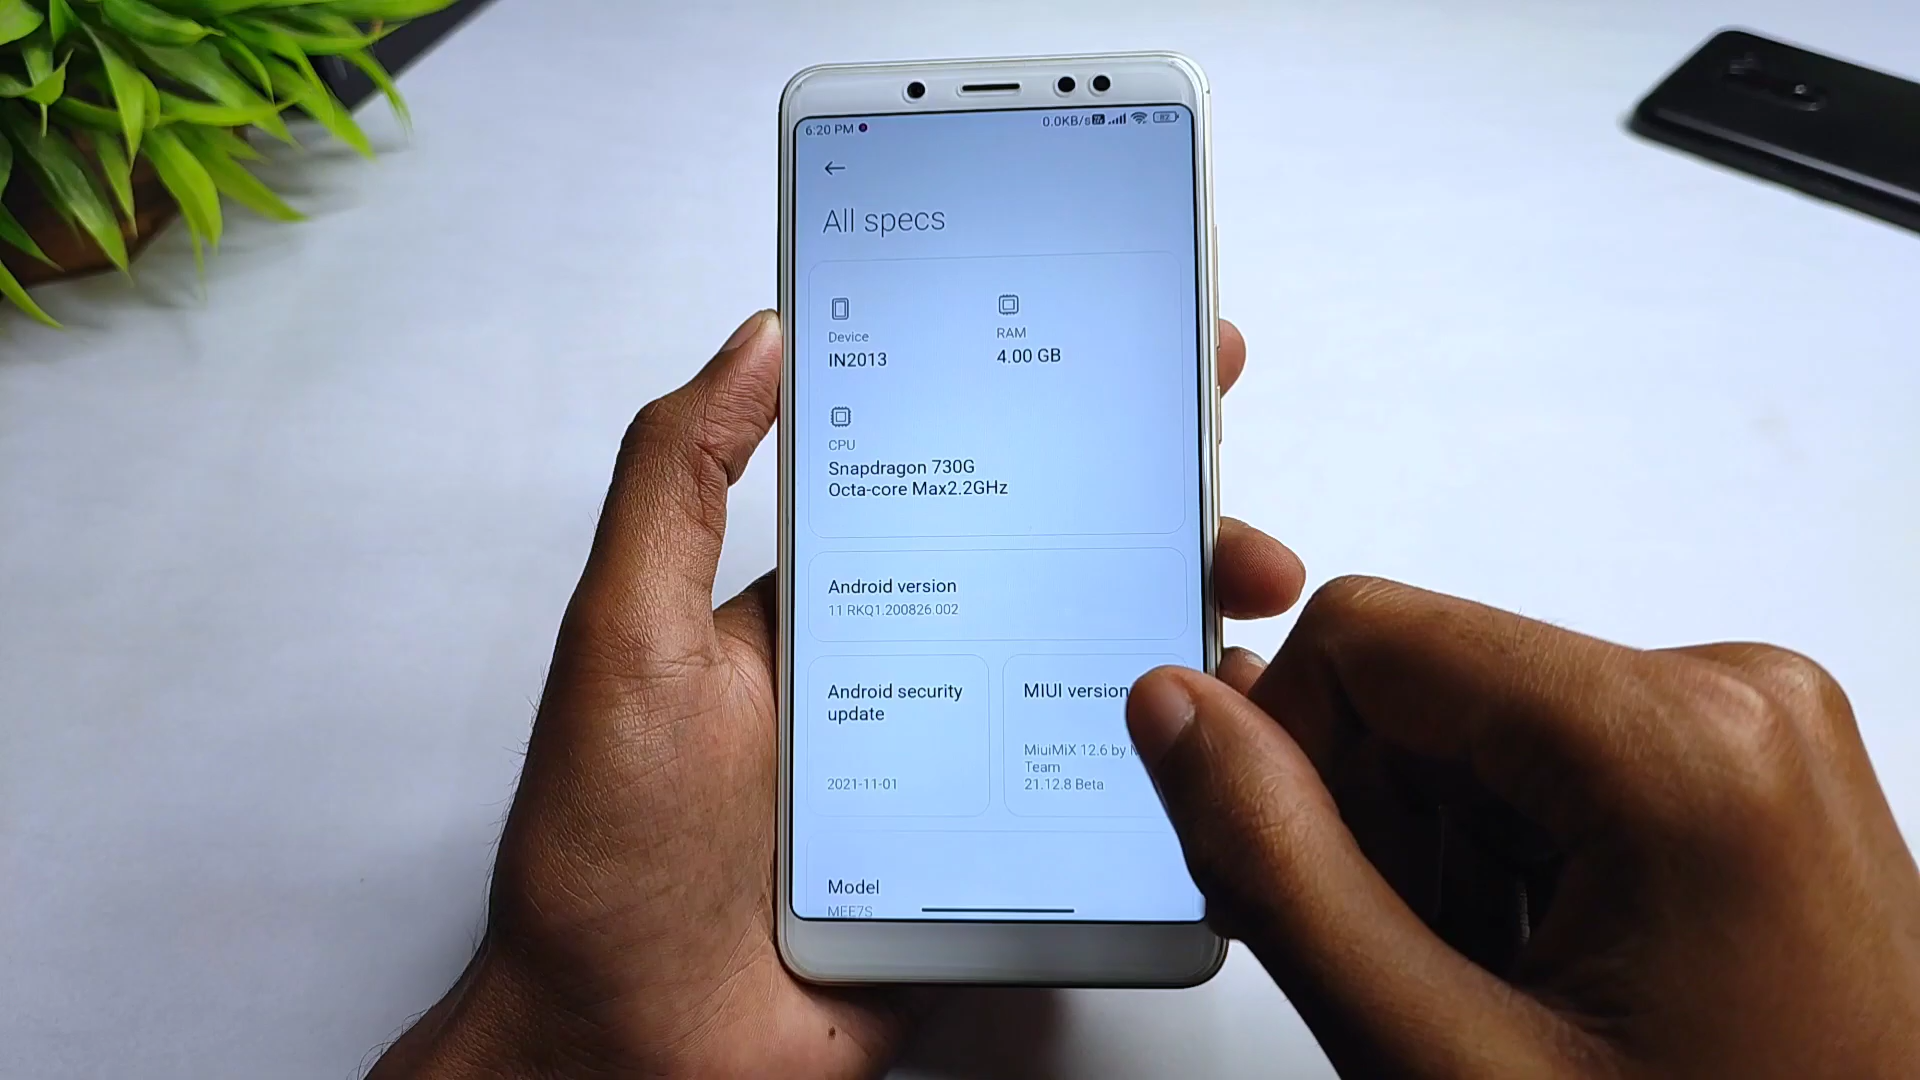 6:20 PM
0.0KB/s
82
All specs
Device
IN2013
RAM
4.00 GB
CPU
Snapdragon 730G
Octa-core Max2.2GHz
Android version
11 RKQ1.200826.002
Android security
update
2021-11-01
MIUI version
MiuiMiX 12.6 by
Team
21.12.8 Beta
Model
MEE7S